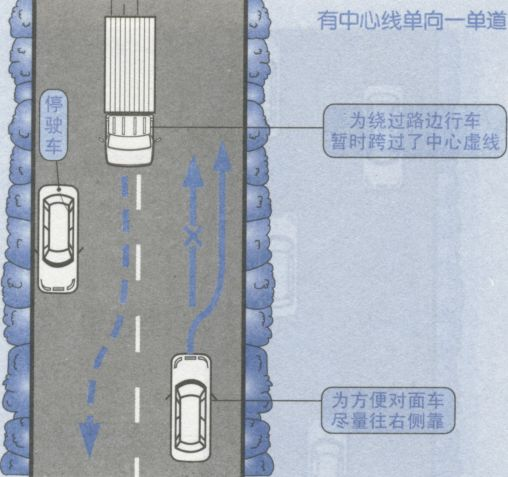 有中心线单向一单道
停驶车
为绕过路边行车
暂时跨过了中心虚线
为方便对面车
尽量往右侧靠